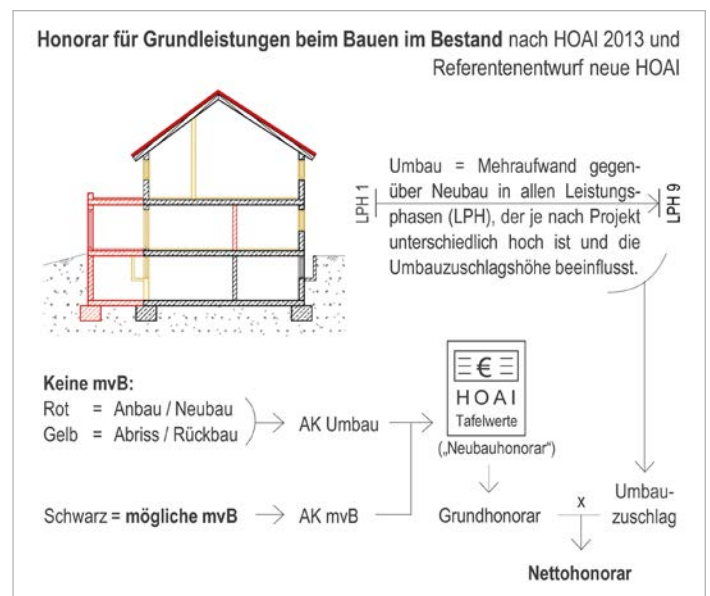 Honorar für Grundleistungen beim Bauen im Bestand nach HOAI 2013 und
Referentenentwurf neue HOAI
LPH 1
Umbau = Mehraufwand gegen-
über Neubau in allen Leistungs-
phasen (LPH), der je nach Projekt
unterschiedlich hoch ist und die
Umbauzuschlagshöhe beeinflusst.
LPH 9
Keine mvB:
Rot = Anbau / Neubau
Gelb = Abriss / Rückbau
AK Umbau
€
HOAI
Tafelwerte
(„Neubauhonorar“)
Schwarz = mögliche mvB
AK mvB
Grundhonorar
x
Umbau-
zuschlag
Nettohonorar